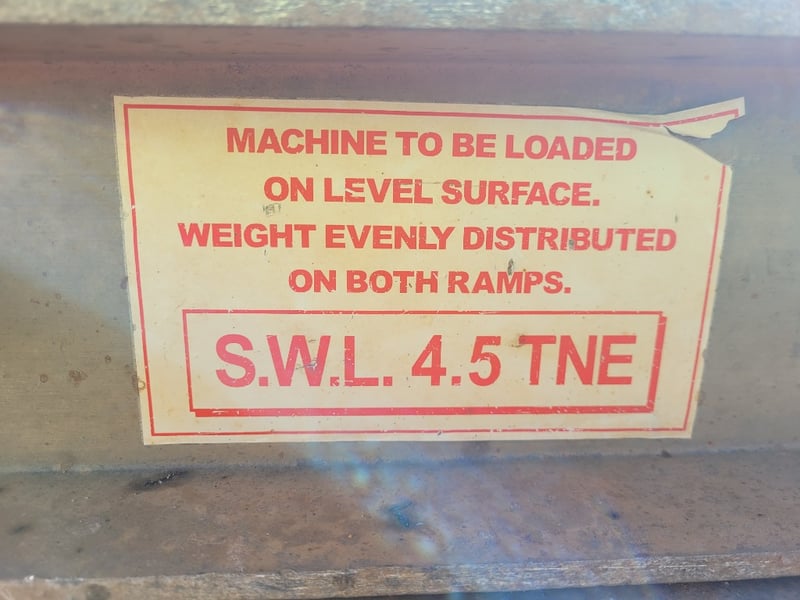 MACHINE TO BE LOADED
ON LEVEL SURFACE.
WEIGHT EVENLY DISTRIBUTED
ON BOTH RAMPS.
S.W.L. 4.5 TNE